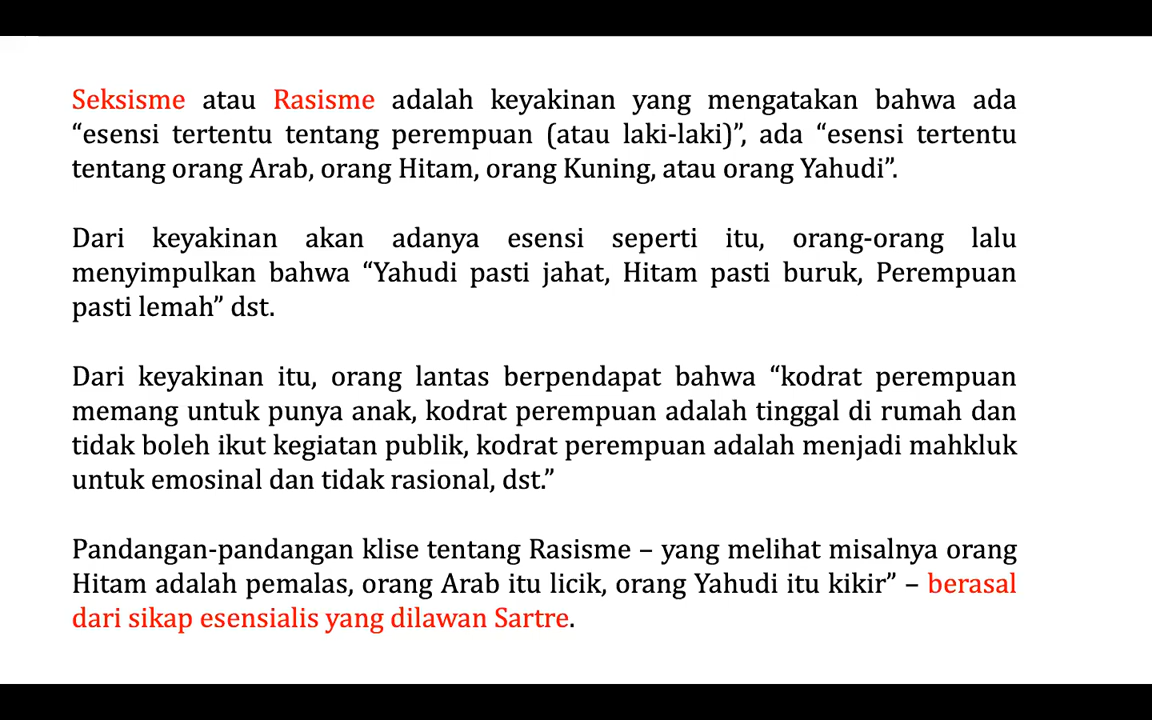 Seksisme atau Rasisme adalah keyakinan yang mengatakan bahwa ada
“esensi tertentu tentang perempuan (atau laki-laki)”, ada “esensi tertentu
tentang orang Arab, orang Hitam, orang Kuning, atau orang Yahudi”.
Dari keyakinan akan adanya esensi seperti itu, orang-orang lalu
menyimpulkan bahwa “Yahudi pasti jahat, Hitam pasti buruk, Perempuan
pasti lemah” dst.
Dari keyakinan itu, orang lantas berpendapat bahwa “kodrat perempuan
memang untuk punya anak, kodrat perempuan adalah tinggal di rumah dan
tidak boleh ikut kegiatan publik, kodrat perempuan adalah menjadi mahkluk
untuk emosinal dan tidak rasional, dst.”
Pandangan-pandangan klise tentang Rasisme – yang melihat misalnya orang
Hitam adalah pemalas, orang Arab itu licik, orang Yahudi itu kikir” – berasal
dari sikap esensialis yang dilawan Sartre.